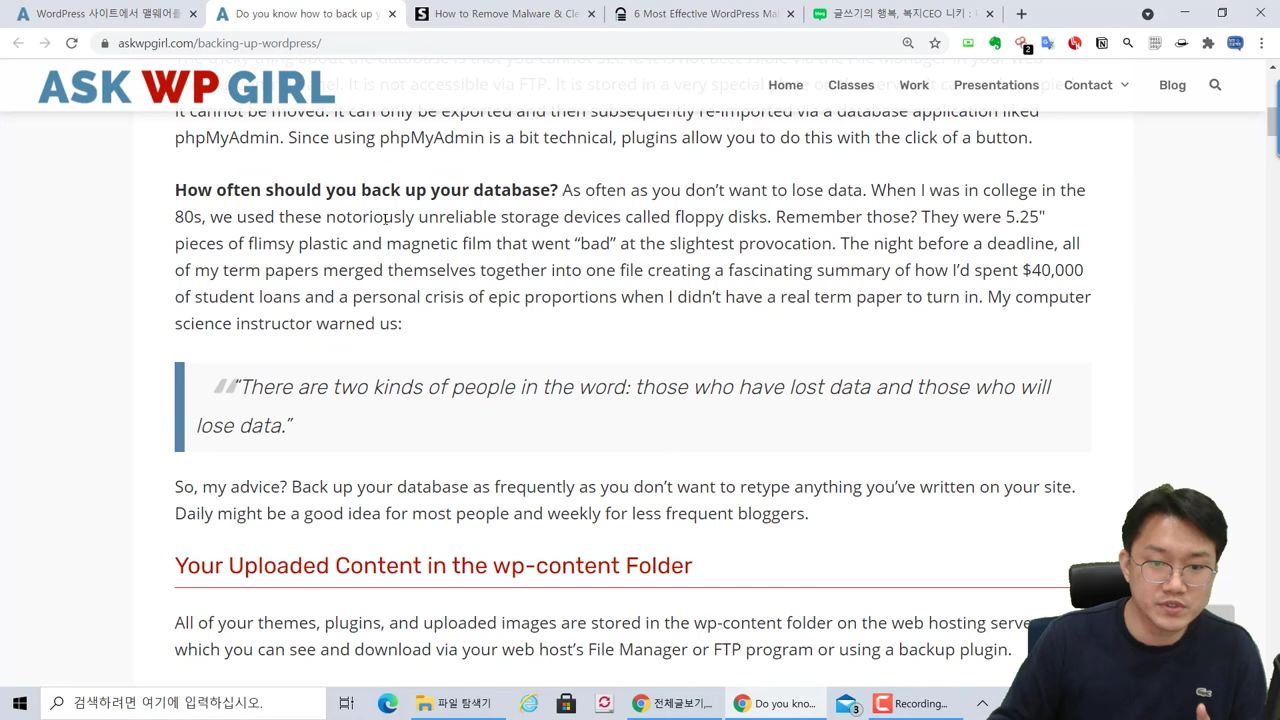 WordPress 사이트에서 맬웨어를
Do you know how to back up y
How to Remove Malware & Cle
6 Most Effective WordPress Mal
글쓰기의 행복, 복지CEO 니키 :
askwpgirl.com/backing-up-wordpress/
2
ASK WP GIRL
Home
Classes
Work
Presentations
Contact
Blog
it cannot be moved. It can only be exported and then subsequently re-imported via a database application liked
phpMyAdmin. Since using phpMyAdmin is a bit technical, plugins allow you to do this with the click of a button.
How often should you back up your database? As often as you don’t want to lose data. When I was in college in the
80s, we used these notoriously unreliable storage devices called floppy disks. Remember those? They were 5.25"
pieces of flimsy plastic and magnetic film that went “bad” at the slightest provocation. The night before a deadline, all
of my term papers merged themselves together into one file creating a fascinating summary of how I’d spent $40,000
of student loans and a personal crisis of epic proportions when I didn’t have a real term paper to turn in. My computer
science instructor warned us:
“There are two kinds of people in the word: those who have lost data and those who will
lose data.”
So, my advice? Back up your database as frequently as you don’t want to retype anything you’ve written on your site.
Daily might be a good idea for most people and weekly for less frequent bloggers.
Your Uploaded Content in the wp-content Folder
All of your themes, plugins, and uploaded images are stored in the wp-content folder on the web hosting serve
which you can see and download via your web host’s File Manager or FTP program or using a backup plugin.
검색하려면 여기에 입력하십시오.
파일 탐색기
전체글보기...
Do you kno...
3
Recording...